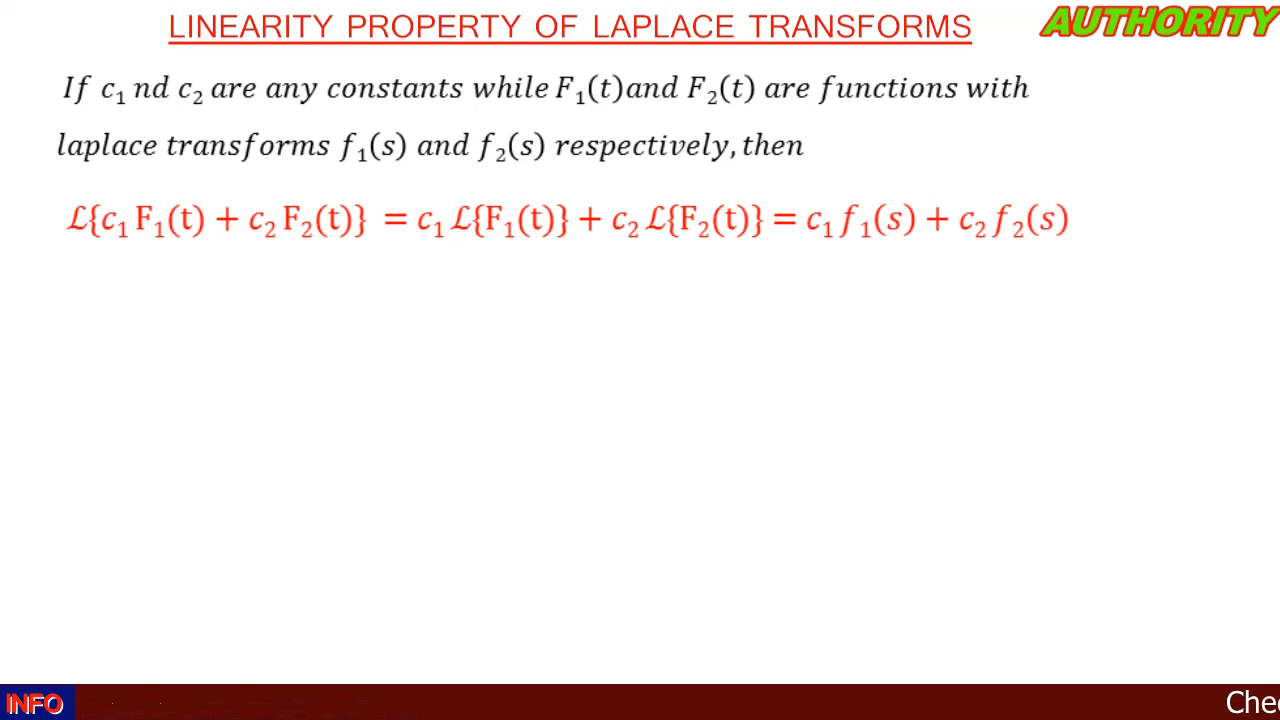 LINEARITY PROPERTY OF LAPLACE TRANSFORMS
AUTHORITY
If c₁ nd c₂ are any constants while F₁(t)and F₂(t) are functions with
laplace transforms f₁(s) and f₂(s) respectively, then
ℒ{c₁ F₁(t) + c₂ F₂(t)} = c₁ ℒ{F₁(t)} + c₂ ℒ{F₂(t)} = c₁ f₁(s) + c₂ f₂(s)
INFO